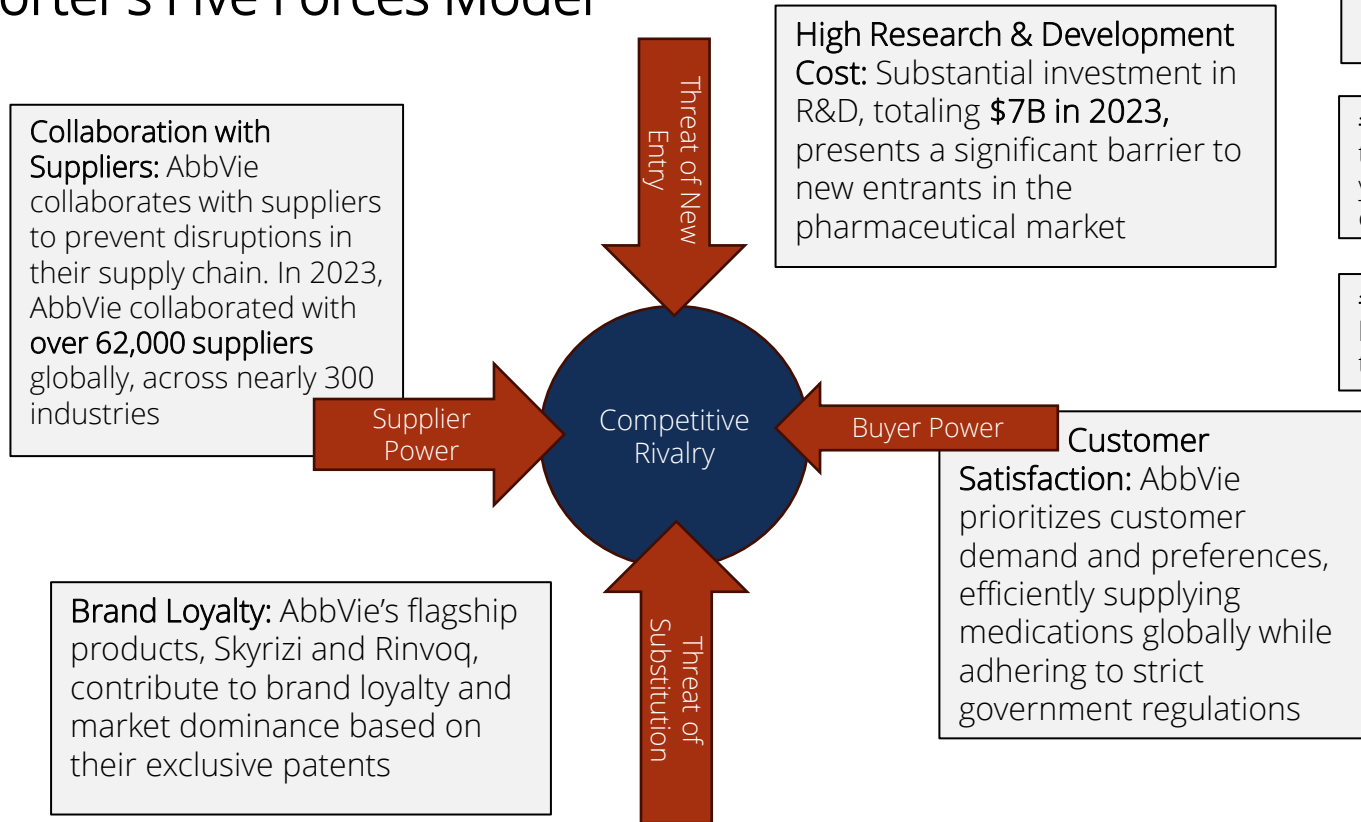 orter's Five Forces Model
Collaboration with
Suppliers: AbbVie
collaborates with suppliers
to prevent disruptions in
their supply chain. In 2023,
AbbVie collaborated with
over 62,000 suppliers
globally, across nearly 300
industries
Threat of New
Entry
High Research & Development
Cost: Substantial investment in
R&D, totaling $7B in 2023,
presents a significant barrier to
new entrants in the
pharmaceutical market
Supplier
Power
Competitive
Rivalry
Buyer Power
Customer
Satisfaction: AbbVie
prioritizes customer
demand and preferences,
efficiently supplying
medications globally while
adhering to strict
government regulations
Brand Loyalty: AbbVie’s flagship
products, Skyrizi and Rinvoq,
contribute to brand loyalty and
market dominance based on
their exclusive patents
Threat of
Substitution